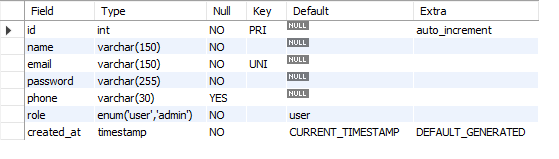 Field Type Null Key Default Extra
id int NO PRI NULL auto_increment
name varchar(150) NO NULL
email varchar(150) NO UNI NULL
password varchar(255) NO NULL
phone varchar(30) YES NULL
role enum('user','admin') NO user
created_at timestamp NO CURRENT_TIMESTAMP DEFAULT_GENERATED